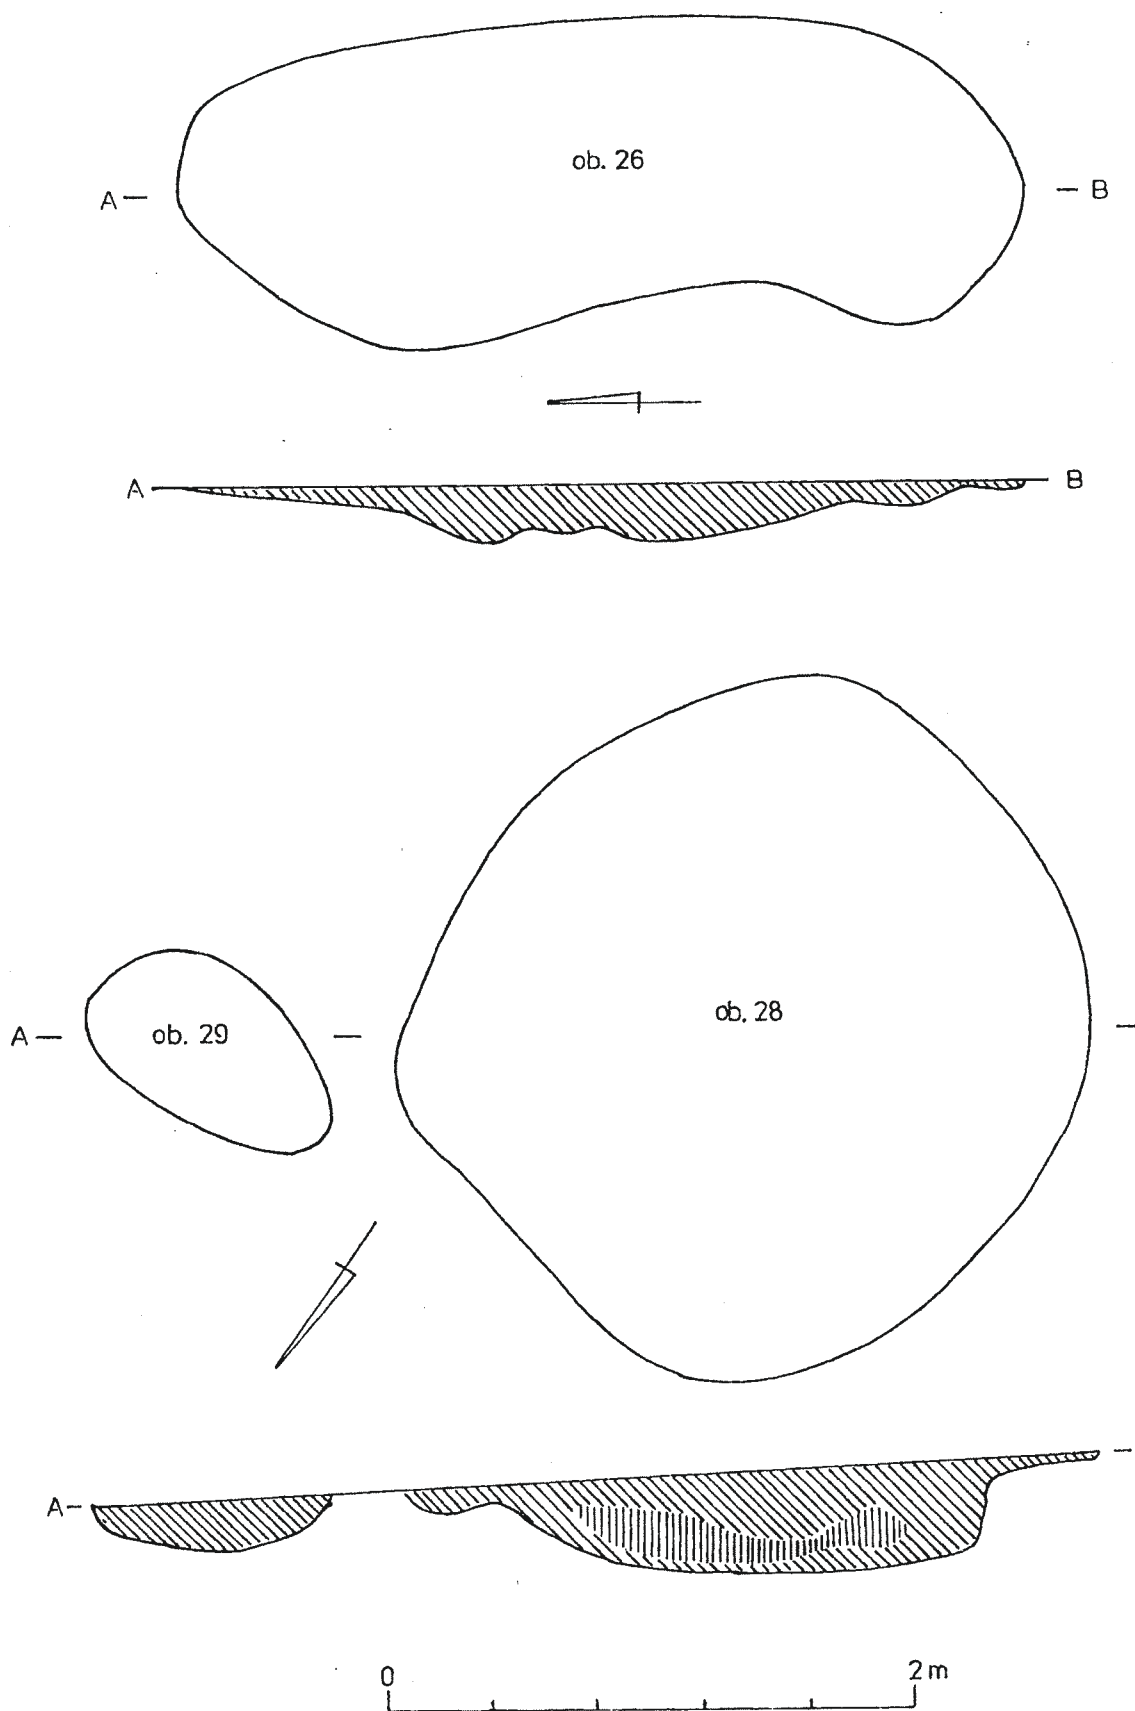 ob. 26
A — — B
A — B
A — ob. 29 — ob. 28 —
A – –
0 2 m